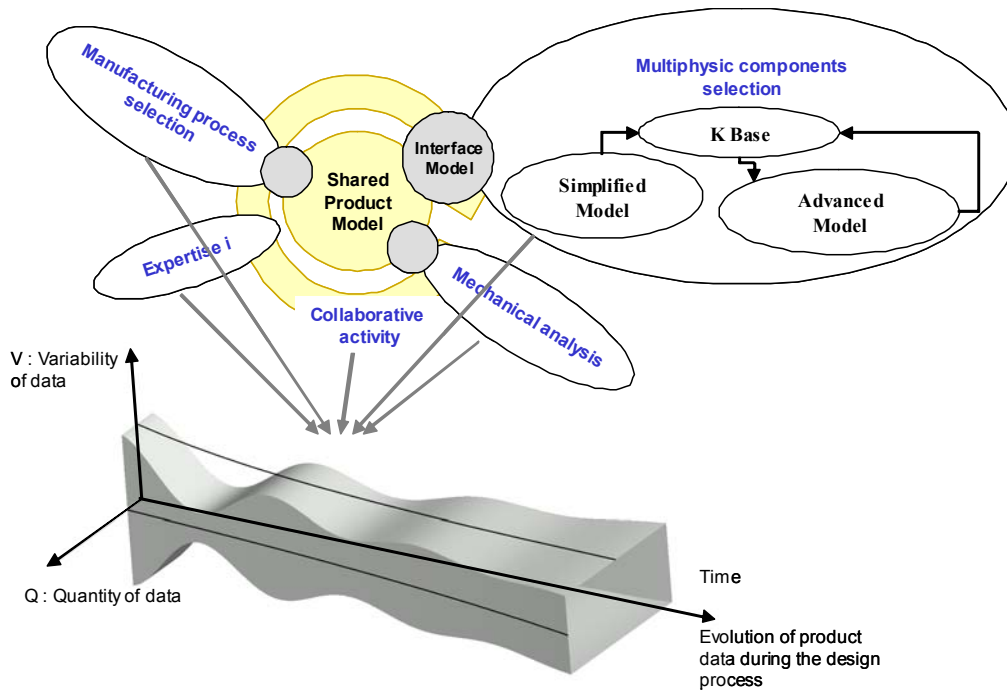 Manufacturing process
selection
Multiphysic components
selection
K Base
Interface
Model
Simplified
Model
Advanced
Model
Shared
Product
Model
Expertise i
Mechanical analysis
Collaborative
activity
V : Variability
of data
Q : Quantity of data
Time
Evolution of product
data during the design
process